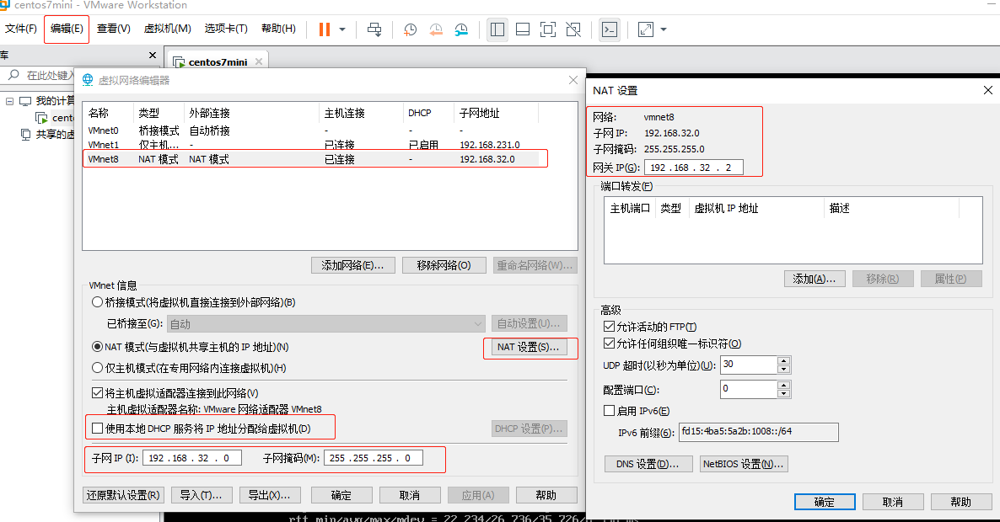 centos7mini - VMware Workstation
文件(F) 编辑(E) 查看(V) 虚拟机(M) 选项卡(T) 帮助(H)
库
在此处键入
我的计算
cento
共享的虚
centos7mini
虚拟网络编辑器
名称 类型 外部连接 主机连接 DHCP 子网地址
VMnet0 桥接模式 自动桥接 - - -
VMnet1 仅主机... - 已连接 已启用 192.168.231.0
VMnet8 NAT 模式 NAT 模式 已连接 - 192.168.32.0
添加网络(E)... 移除网络(O) 重命名网络(W)...
VMnet 信息
桥接模式(将虚拟机直接连接到外部网络)(B)
已桥接至(G): 自动 自动设置(U)...
NAT 模式(与虚拟机共享主机的 IP 地址)(N) NAT 设置(S)...
仅主机模式(在专用网络内连接虚拟机)(H)
将主机虚拟适配器连接到此网络(V)
主机虚拟适配器名称: VMware 网络适配器 VMnet8
使用本地 DHCP 服务将 IP 地址分配给虚拟机(D) DHCP 设置(P)...
子网 IP (I): 192 . 168 . 32 . 0 子网掩码(M): 255 . 255 . 255 . 0
还原默认设置(R) 导入(T)... 导出(X)... 确定 取消 应用(A) 帮助
NAT 设置
网络: vmnet8
子网 IP: 192.168.32.0
子网掩码: 255.255.255.0
网关 IP(G): 192 . 168 . 32 . 2
端口转发(F)
主机端口 类型 虚拟机 IP 地址 描述
添加(A)... 移除(R) 属性(P)
高级
允许活动的 FTP(T)
允许任何组织唯一标识符(O)
UDP 超时(以秒为单位)(U): 30
配置端口(C): 0
启用 IPv6(E)
IPv6 前缀(6): fd15:4ba5:5a2b:1008::/64
DNS 设置(D)... NetBIOS 设置(N)...
确定 取消 帮助
rtt min/avg/max/mdev = 22.234/26.736/35.726/